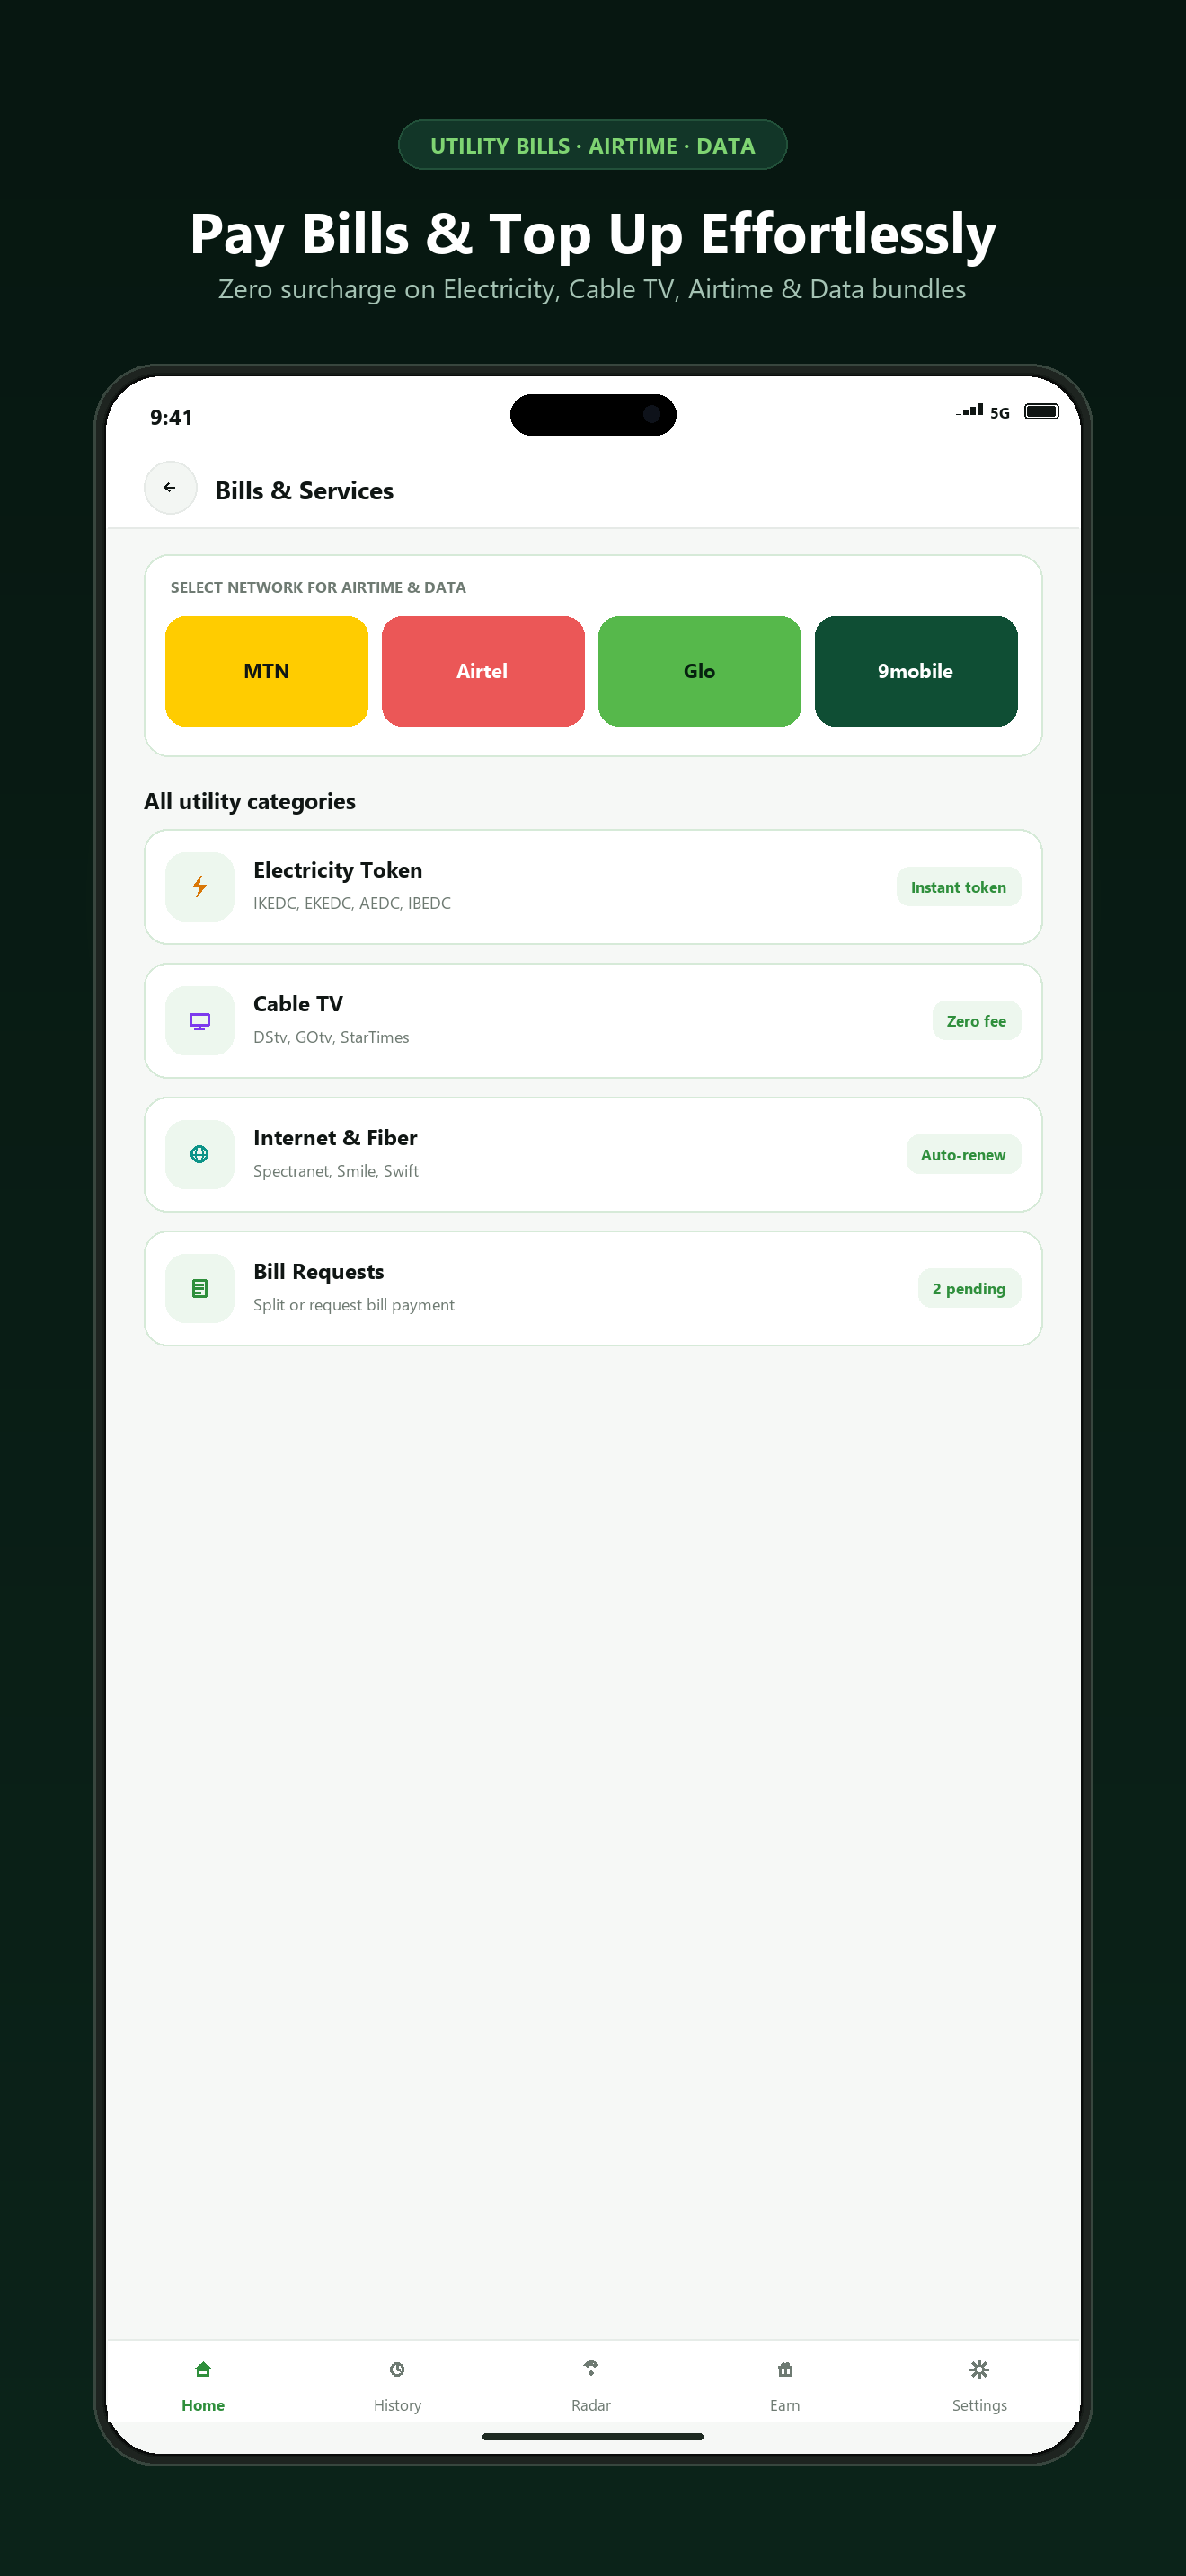 UTILITY BILLS · AIRTIME · DATA
Pay Bills & Top Up Effortlessly
Zero surcharge on Electricity, Cable TV, Airtime & Data bundles
9:41
5G
Bills & Services
SELECT NETWORK FOR AIRTIME & DATA
MTN
Airtel
Glo
9mobile
All utility categories
Electricity Token
IKEDC, EKEDC, AEDC, IBEDC
Instant token
Cable TV
DStv, GOtv, StarTimes
Zero fee
Internet & Fiber
Spectranet, Smile, Swift
Auto-renew
Bill Requests
Split or request bill payment
2 pending
Home
History
Radar
Earn
Settings